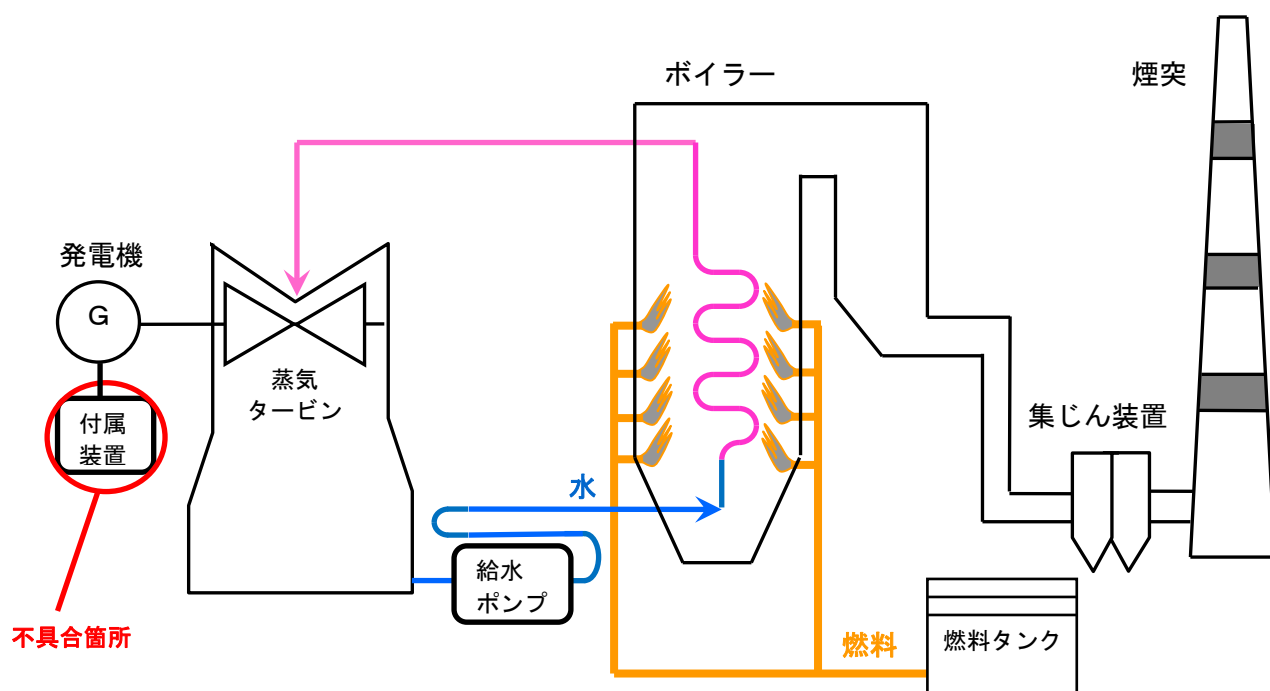 ボイラー
煙突
発電機
G
蒸気
タービン
付属
装置
集じん装置
水
給水
ポンプ
不具合箇所
燃料
燃料タンク